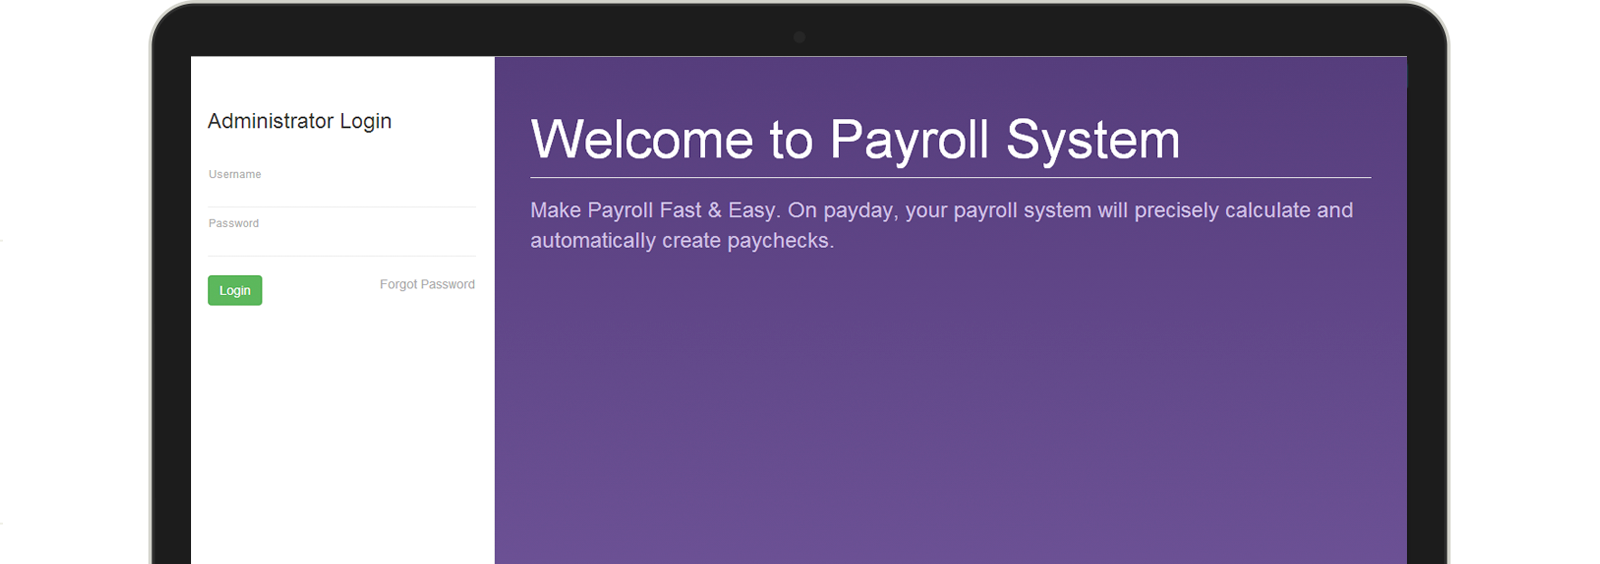 Administrator Login
Username
Password
Login
Forgot Password
Welcome to Payroll System
Make Payroll Fast & Easy. On payday, your payroll system will precisely calculate and
automatically create paychecks.